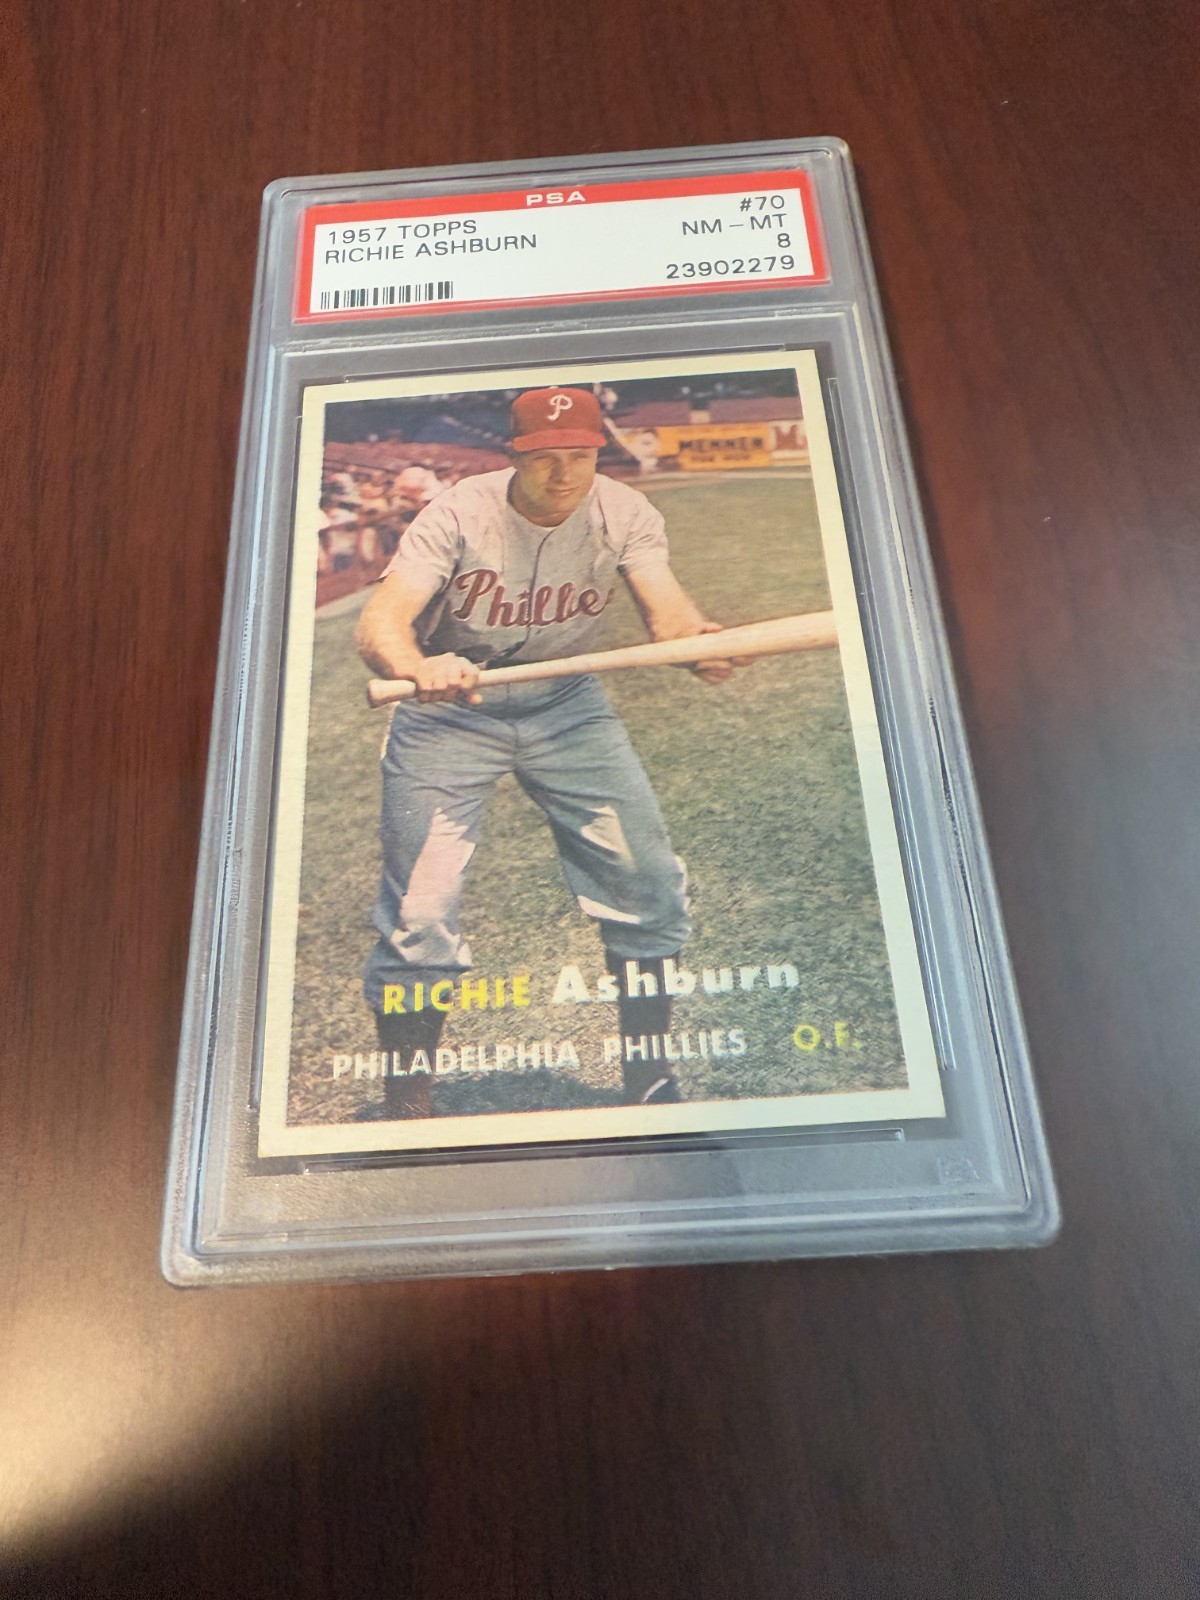 PSA
1957 TOPPS #70
RICHIE ASHBURN NM - MT
8
23902279
P
MENNEN
Phillies
RICHIE Ashburn
PHILADELPHIA PHILLIES O.F.